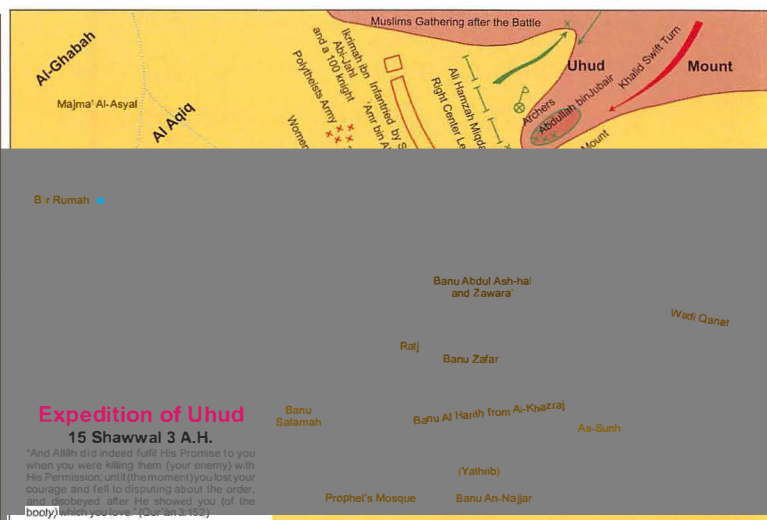 Muslims Gathering after the Battle
Al-Ghabah
Majma' Al-Asyal
Al Aqiq
Ikrimah ibn
Abi-Jahl
and a 100 knight
Polytheists Army
Women
Infantried by
'Amr bin
Ali Hamzah
Right Center
Archers
Abdullah binJubair
Uhud
Khalid Swift Turn
Mount
Mount
B'r Rumah
Banu Abdul Ash-hal
and Zawara'
Wadi Qanat
Ratj
Banu Zafar
Expedition of Uhud
15 Shawwal 3 A.H.
"And Allâh did indeed fulfil His Promise to you
when you were killing them (your enemy) with
His Permission; until (the moment) you lost your
courage and fell to disputing about the order,
and disobeyed after He showed you (of the
booty) which you love." (Qur'ân 3:152)
Banu
Salamah
Banu Al Harith from Al-Khazraj
As-Sunh
(Yathrib)
Prophet's Mosque
Banu An-Najjar